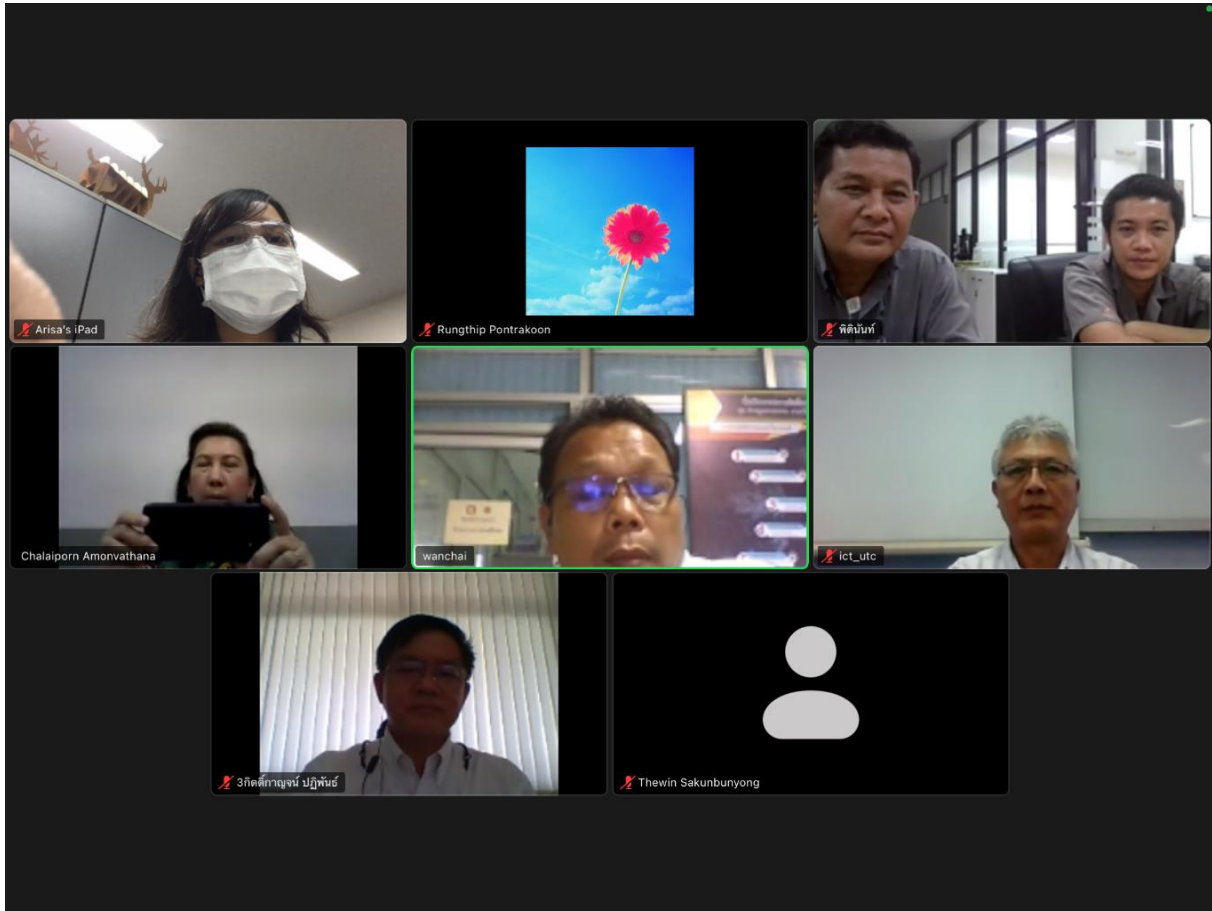 Arisa's iPad
Rungthip Pontrakoon
พิตินันท์
Chalaiporn Amonvathana
wanchai
ict_utc
3กิตติ์กาญจน์ ปฏิพันธ์
Thewin Sakunbunyong